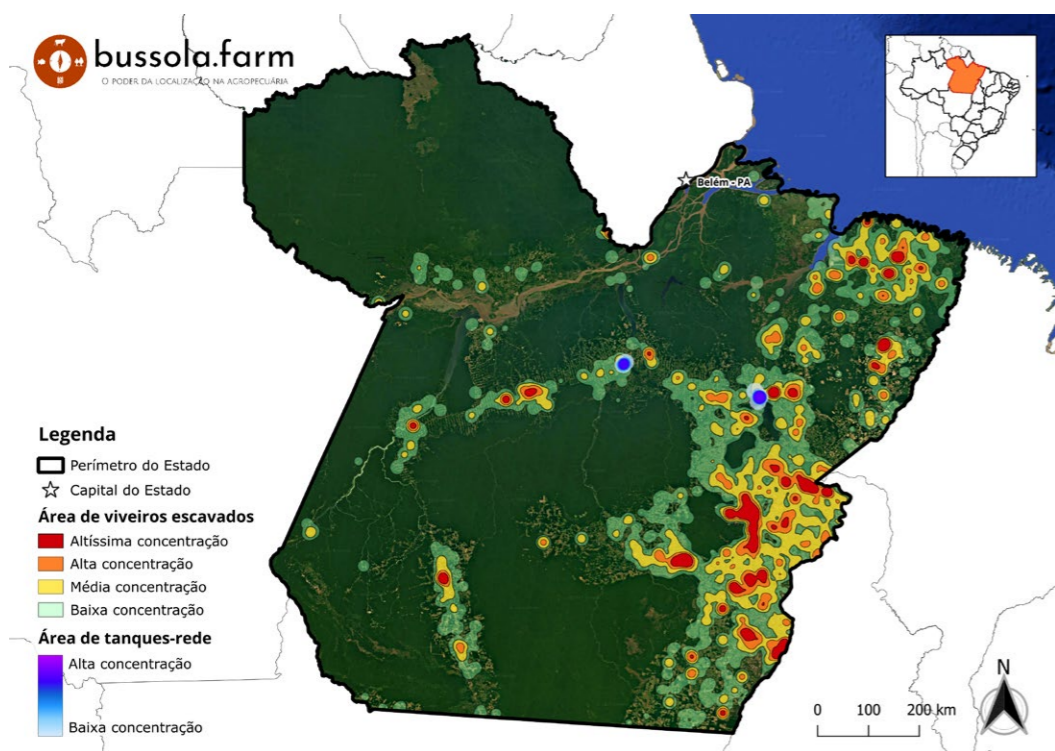 bussola.farm
O PODER DA LOCALIZAÇÃO NA AGROPECUÁRIA
Belém - PA
Legenda
Perímetro do Estado
Capital do Estado
Área de viveiros escavados
Altíssima concentração
Alta concentração
Média concentração
Baixa concentração
Área de tanques-rede
Alta concentração
Baixa concentração
N
0 100 200 km